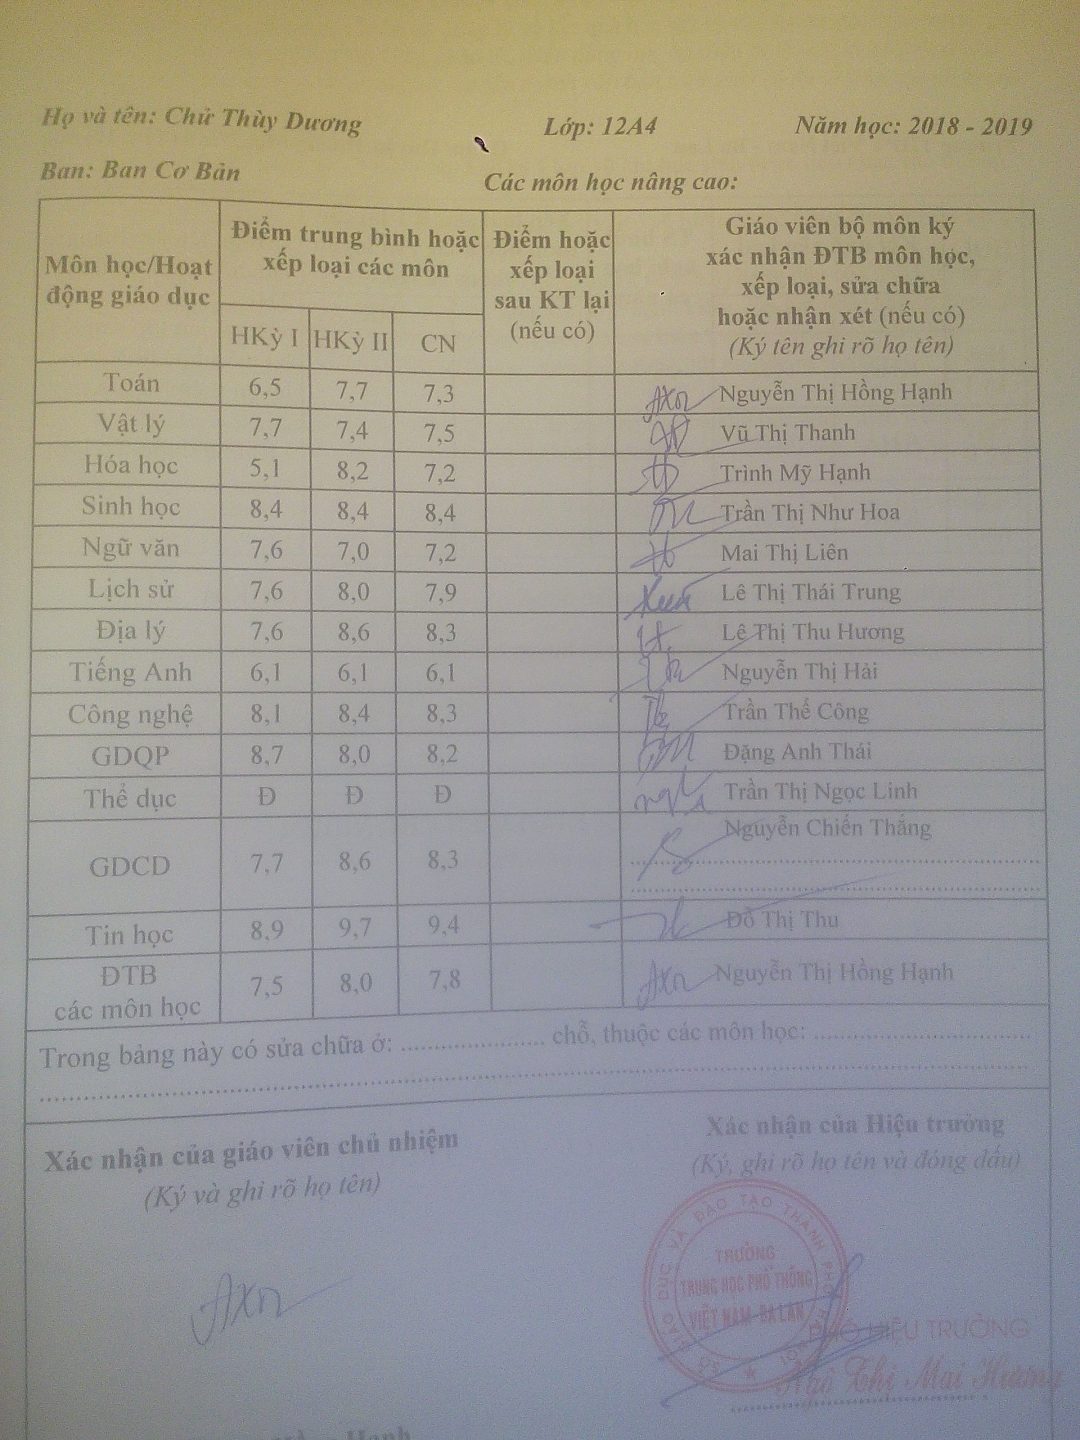 Họ và tên: Chử Thùy Dương Lớp: 12A4 Năm học: 2018 - 2019
Ban: Ban Cơ Bản Các môn học nâng cao:
Môn học/Hoạt động giáo dục
Điểm trung bình hoặc
xếp loại các môn
Điểm hoặc
xếp loại
sau KT lại
(nếu có)
Giáo viên bộ môn ký
xác nhận ĐTB môn học,
xếp loại, sửa chữa
hoặc nhận xét (nếu có)
(Ký tên ghi rõ họ tên)
HKỳ I HKỳ II CN
Toán 6,5 7,7 7,3 Nguyễn Thị Hồng Hạnh
Vật lý 7,7 7,4 7,5 Vũ Thị Thanh
Hóa học 5,1 8,2 7,2 Trình Mỹ Hạnh
Sinh học 8,4 8,4 8,4 Trần Thị Như Hoa
Ngữ văn 7,6 7,0 7,2 Mai Thị Liên
Lịch sử 7,6 8,0 7,9 Lê Thị Thái Trung
Địa lý 7,6 8,6 8,3 Lê Thị Thu Hương
Tiếng Anh 6,1 6,1 6,1 Nguyễn Thị Hải
Công nghệ 8,1 8,4 8,3 Trần Thế Công
GDQP 8,7 8,0 8,2 Đặng Anh Thái
Thể dục Đ Đ Đ Trần Thị Ngọc Linh
GDCD 7,7 8,6 8,3 Nguyễn Chiến Thắng
Tin học 8,9 9,7 9,4 Đỗ Thị Thu
ĐTB
các môn học 7,5 8,0 7,8 Nguyễn Thị Hồng Hạnh
Trong bảng này có sửa chữa ở: ...................... chỗ, thuộc các môn học: .................................
Xác nhận của giáo viên chủ nhiệm
(Ký và ghi rõ họ tên)
Xác nhận của Hiệu trưởng
(Ký, ghi rõ họ tên và đóng dấu)
SỞ GIÁO DỤC VÀ ĐÀO TẠO THÀNH PHỐ HÀ NỘI
TRƯỜNG
TRUNG HỌC PHỔ THÔNG
VIỆT NAM - BA LAN
PHÓ HIỆU TRƯỞNG
Ngô Thị Mai Hương